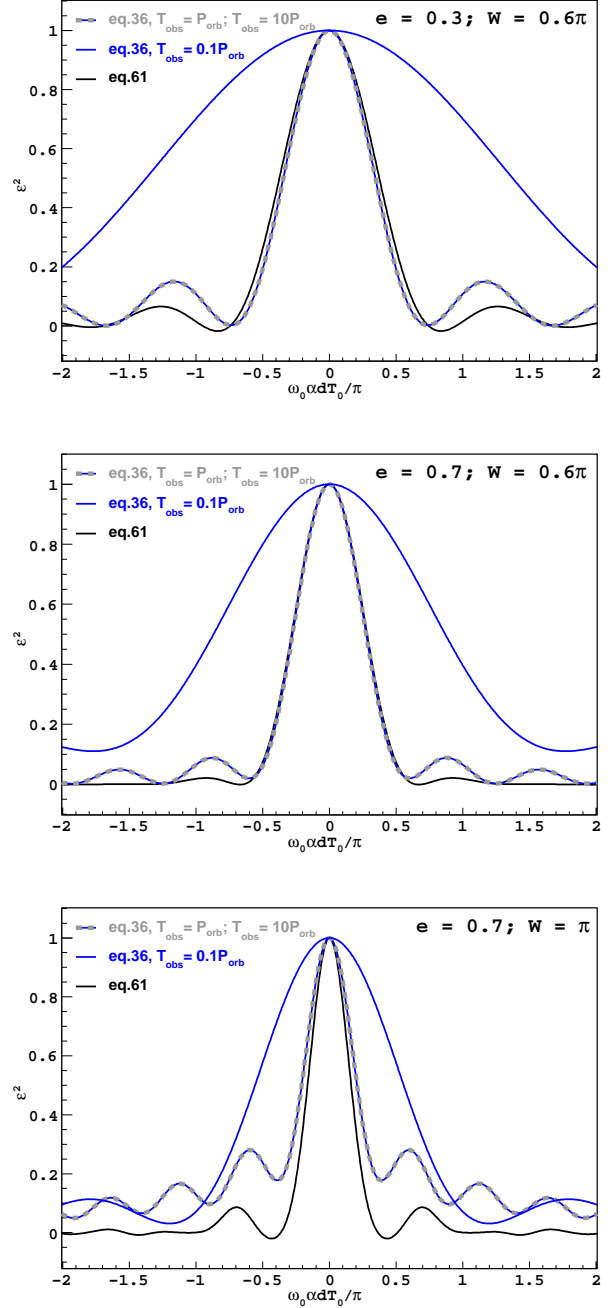 eq.36, T_obs = P_orb; T_obs = 10P_orb
e = 0.3; W = 0.6π
eq.36, T_obs = 0.1P_orb
eq.61
ε²
1
0.8
0.6
0.4
0.2
0
-2 -1.5 -1 -0.5 0 0.5 1 1.5 2
ω₀αdT₀/π
eq.36, T_obs = P_orb; T_obs = 10P_orb
e = 0.7; W = 0.6π
eq.36, T_obs = 0.1P_orb
eq.61
ε²
1
0.8
0.6
0.4
0.2
0
-2 -1.5 -1 -0.5 0 0.5 1 1.5 2
ω₀αdT₀/π
eq.36, T_obs = P_orb; T_obs = 10P_orb
e = 0.7; W = π
eq.36, T_obs = 0.1P_orb
eq.61
ε²
1
0.8
0.6
0.4
0.2
0
-2 -1.5 -1 -0.5 0 0.5 1 1.5 2
ω₀αdT₀/π